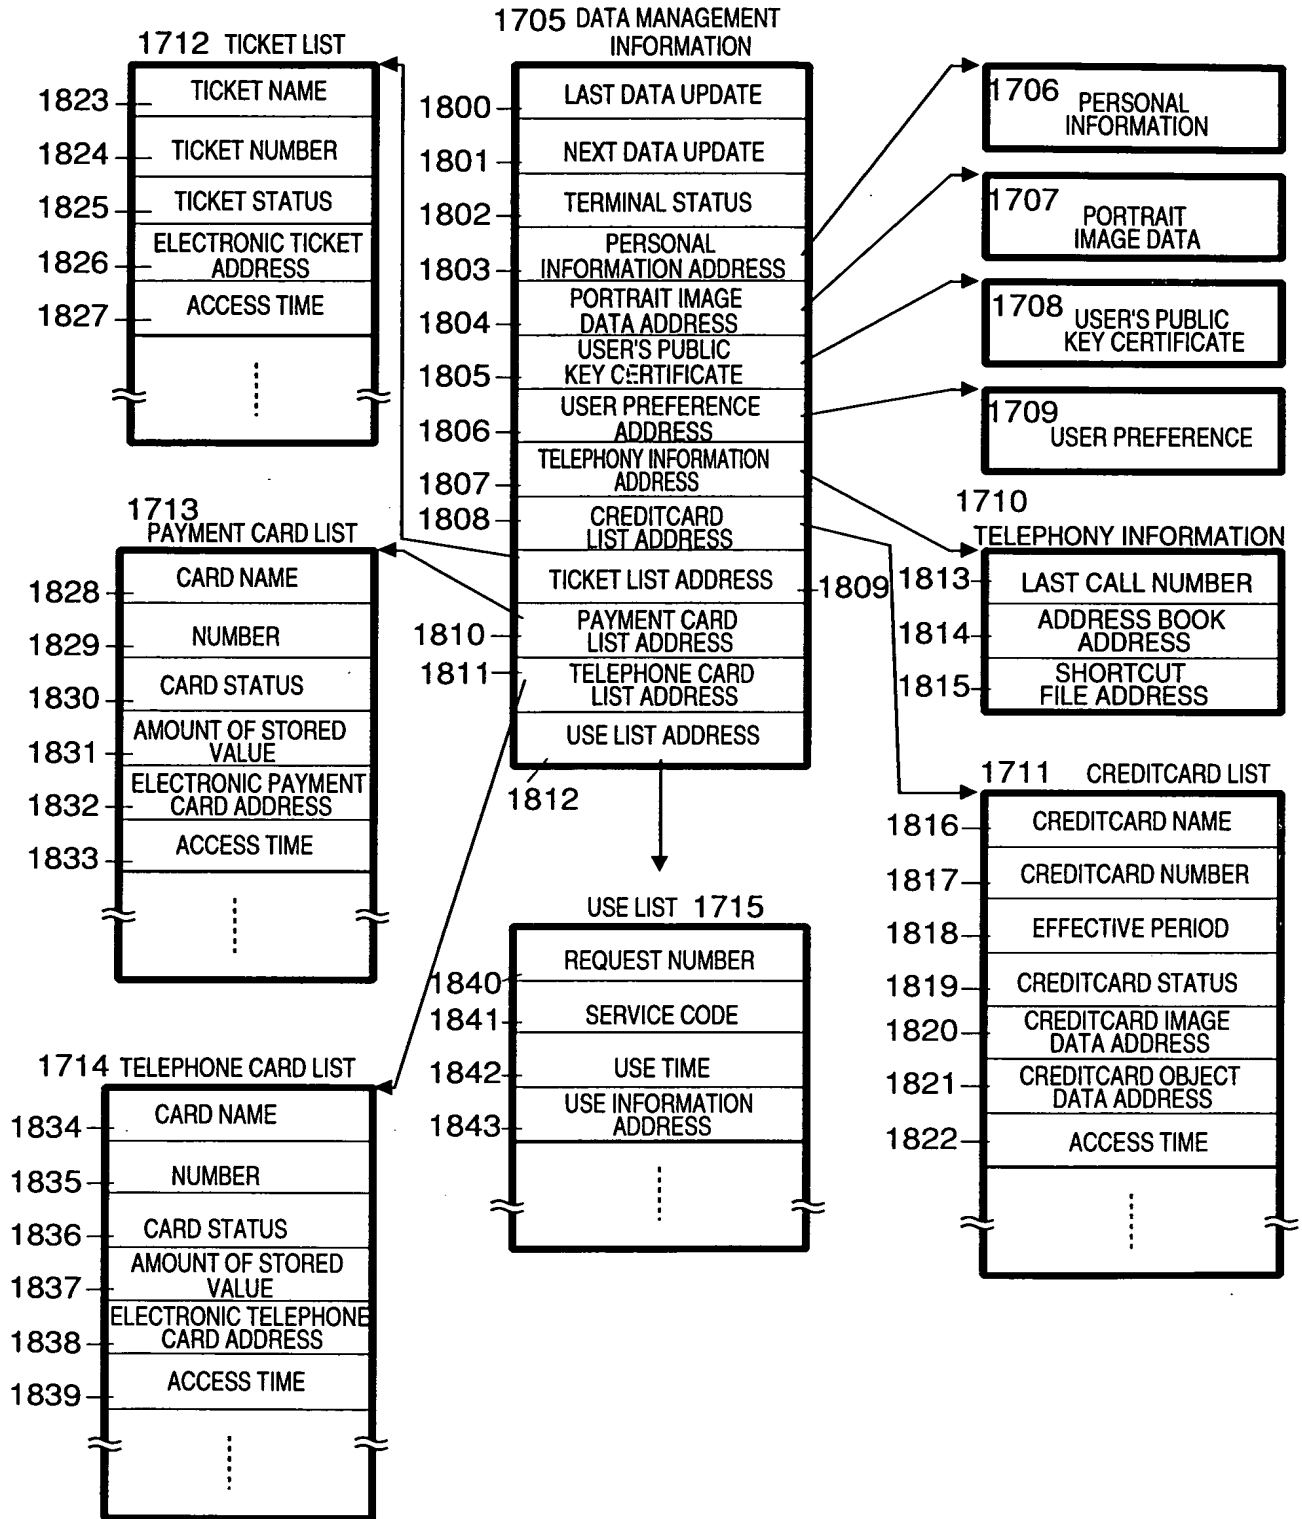 1712 TICKET LIST
1823 TICKET NAME
1824 TICKET NUMBER
1825 TICKET STATUS
1826 ELECTRONIC TICKET
ADDRESS
1827 ACCESS TIME
1713
PAYMENT CARD LIST
1828 CARD NAME
1829 NUMBER
1830 CARD STATUS
1831 AMOUNT OF STORED
VALUE
1832 ELECTRONIC PAYMENT
CARD ADDRESS
1833 ACCESS TIME
1714 TELEPHONE CARD LIST
1834 CARD NAME
1835 NUMBER
1836 CARD STATUS
1837 AMOUNT OF STORED
VALUE
1838 ELECTRONIC TELEPHONE
CARD ADDRESS
1839 ACCESS TIME
1705 DATA MANAGEMENT
INFORMATION
1800 LAST DATA UPDATE
1801 NEXT DATA UPDATE
1802 TERMINAL STATUS
1803 PERSONAL
INFORMATION ADDRESS
1804 PORTRAIT IMAGE
DATA ADDRESS
1805 USER'S PUBLIC
KEY CERTIFICATE
1806 USER PREFERENCE
ADDRESS
1807 TELEPHONY INFORMATION
ADDRESS
1808 CREDITCARD
LIST ADDRESS
TICKET LIST ADDRESS 1809
1810 PAYMENT CARD
LIST ADDRESS
1811 TELEPHONE CARD
LIST ADDRESS
USE LIST ADDRESS
1812
USE LIST 1715
1840 REQUEST NUMBER
1841 SERVICE CODE
1842 USE TIME
1843 USE INFORMATION
ADDRESS
1706 PERSONAL
INFORMATION
1707 PORTRAIT
IMAGE DATA
1708 USER'S PUBLIC
KEY CERTIFICATE
1709
USER PREFERENCE
1710
TELEPHONY INFORMATION
1813 LAST CALL NUMBER
1814 ADDRESS BOOK
ADDRESS
1815 SHORTCUT
FILE ADDRESS
1711 CREDITCARD LIST
1816 CREDITCARD NAME
1817 CREDITCARD NUMBER
1818 EFFECTIVE PERIOD
1819 CREDITCARD STATUS
1820 CREDITCARD IMAGE
DATA ADDRESS
1821 CREDITCARD OBJECT
DATA ADDRESS
1822 ACCESS TIME